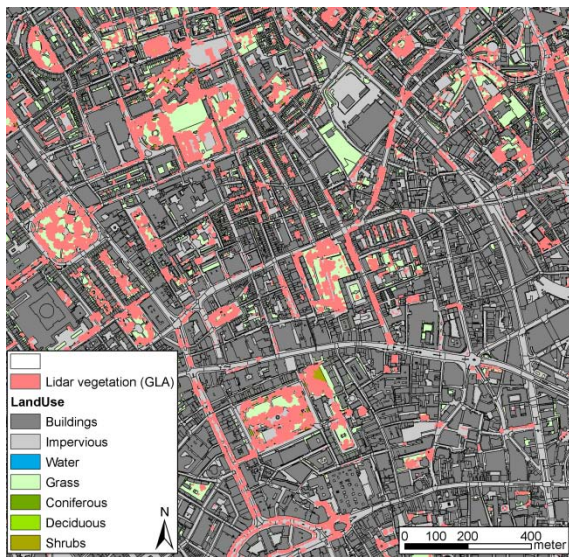 Lidar vegetation (GLA)
LandUse
Buildings
Impervious
Water
Grass
Coniferous
Deciduous
Shrubs
N
0 100 200 400
meter